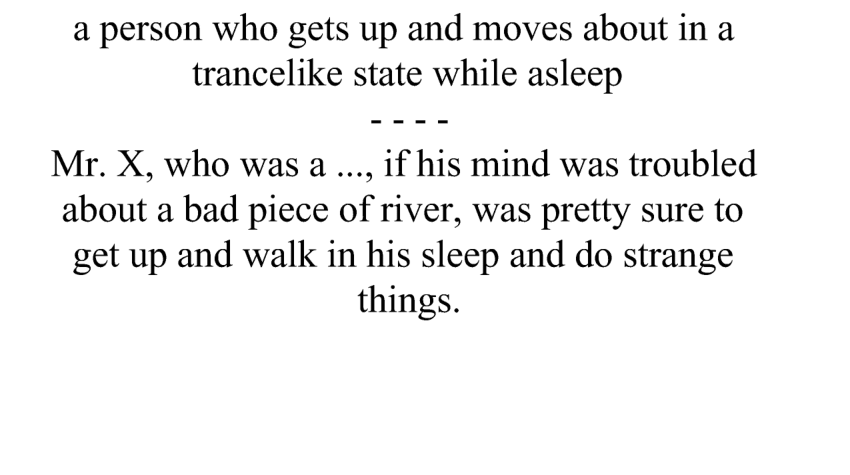 a person who gets up and moves about in a
trancelike state while asleep
- - - -
Mr. X, who was a ..., if his mind was troubled
about a bad piece of river, was pretty sure to
get up and walk in his sleep and do strange
things.